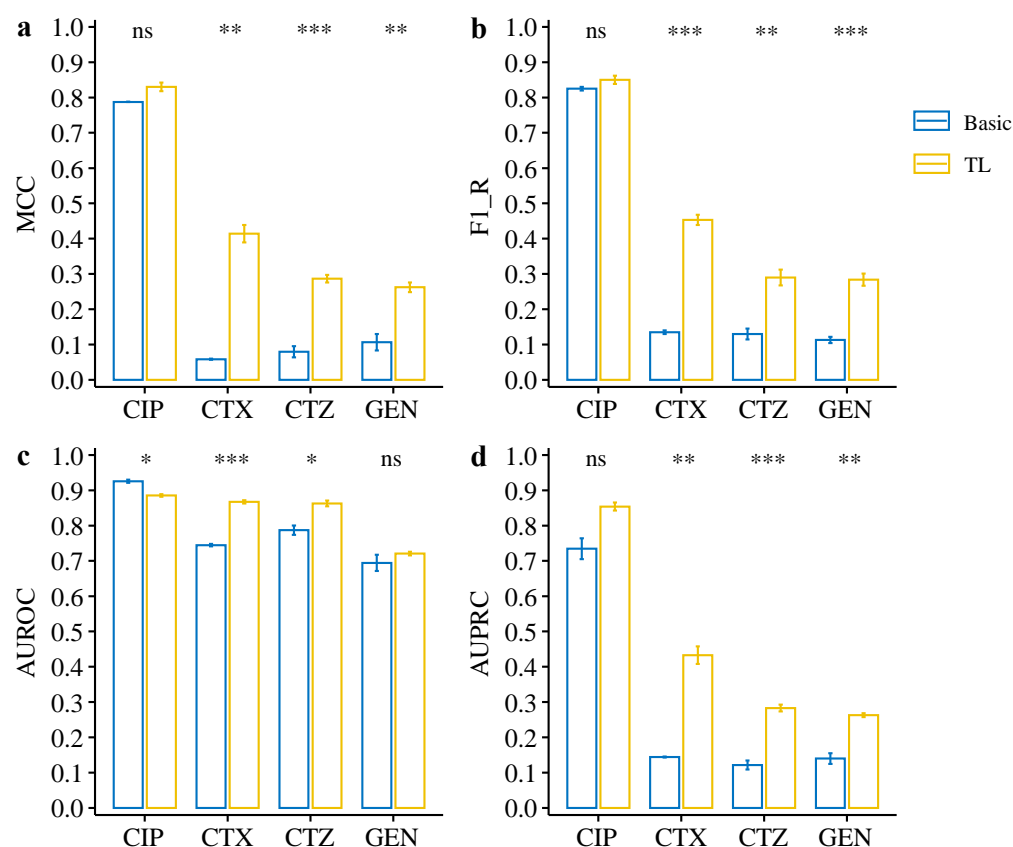 a
1.0
0.9
0.8
0.7
0.6
0.5
0.4
0.3
0.2
0.1
0.0
MCC
ns ** *** **
CIP CTX CTZ GEN
b
1.0
0.9
0.8
0.7
0.6
0.5
0.4
0.3
0.2
0.1
0.0
F1_R
ns *** ** ***
CIP CTX CTZ GEN
Basic
TL
c
1.0
0.9
0.8
0.7
0.6
0.5
0.4
0.3
0.2
0.1
0.0
AUROC
* *** * ns
CIP CTX CTZ GEN
d
1.0
0.9
0.8
0.7
0.6
0.5
0.4
0.3
0.2
0.1
0.0
AUPRC
ns ** *** **
CIP CTX CTZ GEN